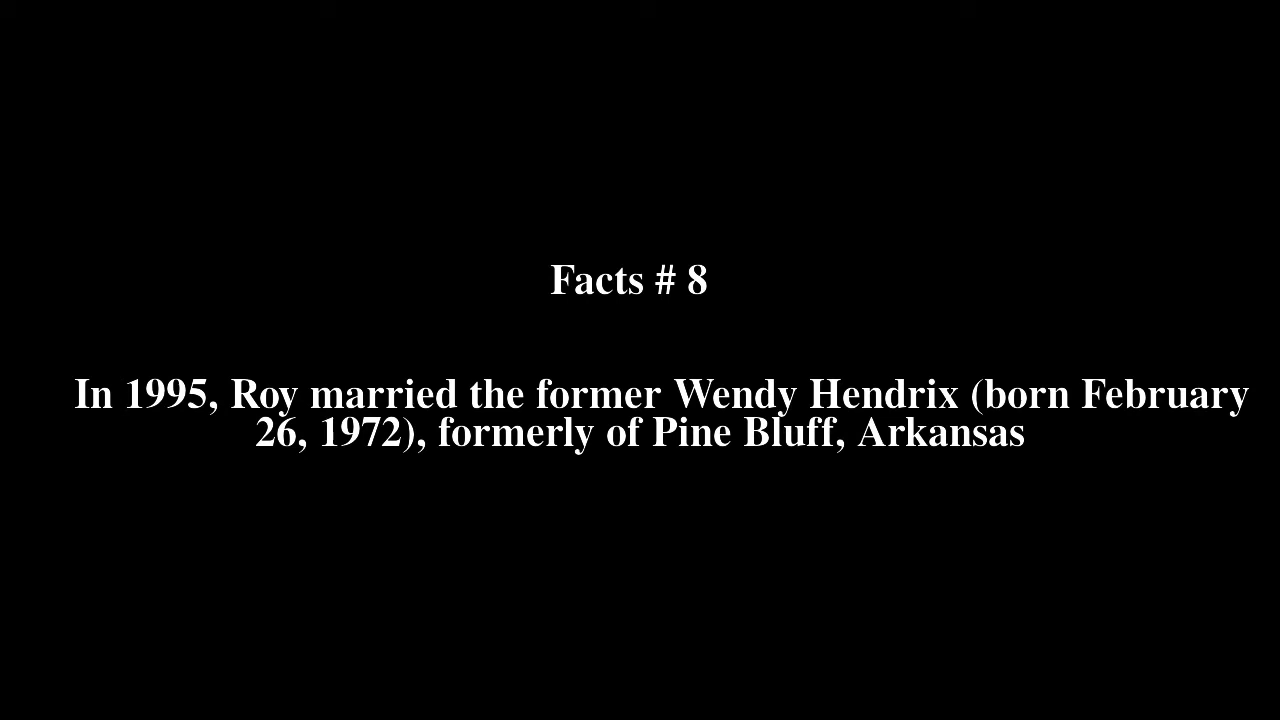 Facts # 8
In 1995, Roy married the former Wendy Hendrix (born February
26, 1972), formerly of Pine Bluff, Arkansas